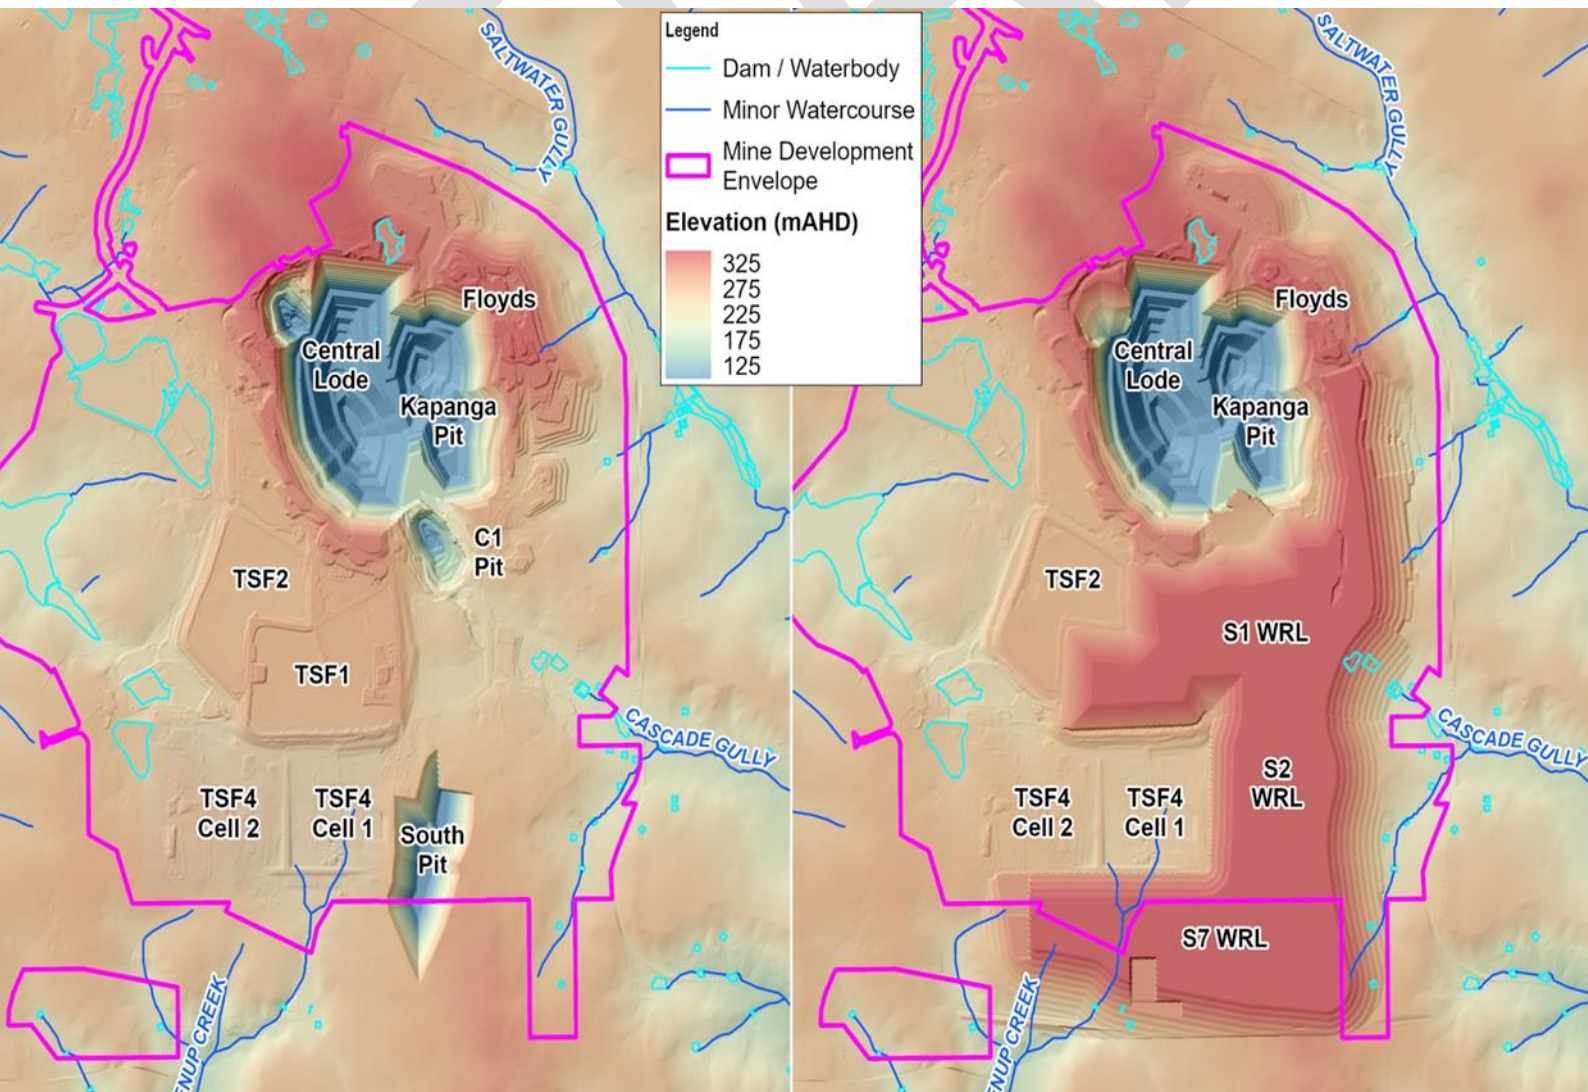 SALTWATER GULLY
Floyds
Central
Lode
Kapanga
Pit
C1
Pit
TSF2
TSF1
CASCADE GULLY
TSF4
Cell 2
TSF4
Cell 1
South
Pit
Legend
Dam / Waterbody
Minor Watercourse
Mine Development
Envelope
Elevation (mAHD)
325
275
225
175
125
SALTWATER GULLY
Floyds
Central
Lode
Kapanga
Pit
TSF2
S1 WRL
CASCADE GULLY
S2
WRL
TSF4
Cell 2
TSF4
Cell 1
S7 WRL